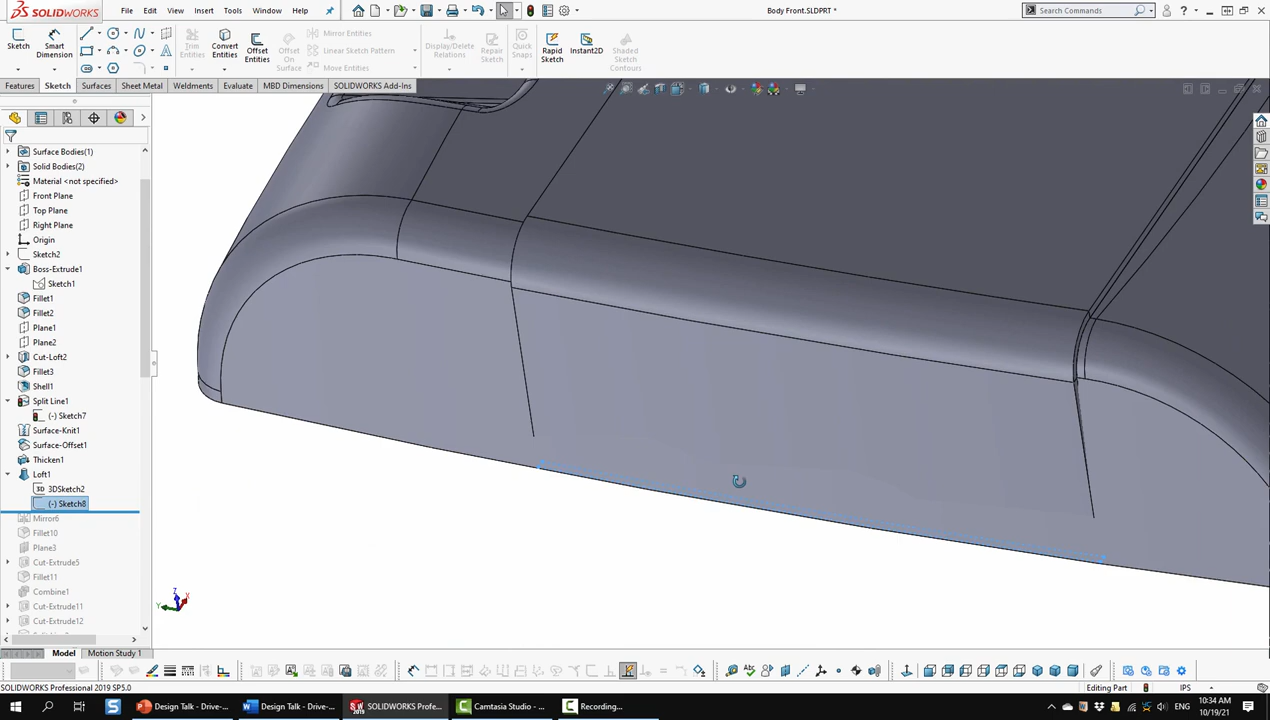 SOLIDWORKS File Edit View Insert Tools Window Help Body Front.SLDPRT * Search Commands
Sketch Smart Dimension Trim Entities Convert Entities Offset Entities Offset On Surface Mirror Entities Linear Sketch Pattern Move Entities Display/Delete Relations Repair Sketch Quick Snaps Rapid Sketch Instant2D Shaded Sketch Contours
Features Sketch Surfaces Sheet Metal Weldments Evaluate MBD Dimensions SOLIDWORKS Add-Ins
Surface Bodies(1)
Solid Bodies(2)
Material <not specified>
Front Plane
Top Plane
Right Plane
Origin
Sketch2
Boss-Extrude1
Sketch1
Fillet1
Fillet2
Plane1
Plane2
Cut-Loft2
Fillet3
Shell1
Split Line1
(-) Sketch7
Surface-Knit1
Surface-Offset1
Thicken1
Loft1
3D 3DSketch2
(-) Sketch8
Mirror6
Fillet10
Plane3
Cut-Extrude5
Fillet11
Combine1
Cut-Extrude11
Cut-Extrude12
Z
Y X
Model Motion Study 1
SOLIDWORKS Professional 2019 SP5.0 Editing Part IPS
Design Talk - Drive-... Design Talk - Drive-... SOLIDWORKS Profe... Camtasia Studio - ... Recording... 10:34 AM
10/19/21